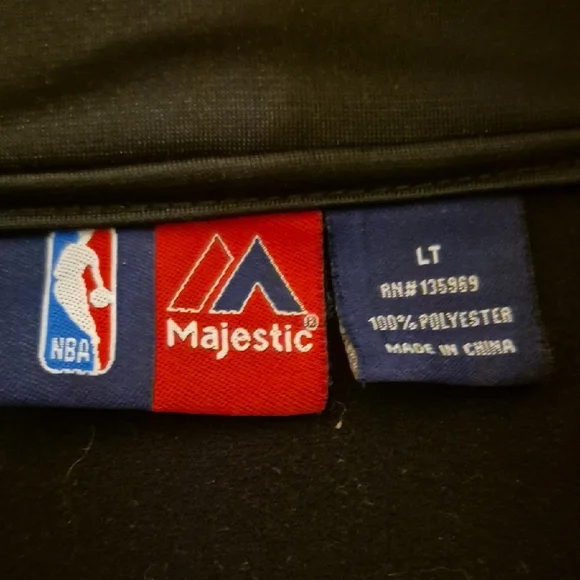 NBA
Majestic®
LT
RN#135969
100% POLYESTER
MADE IN CHINA